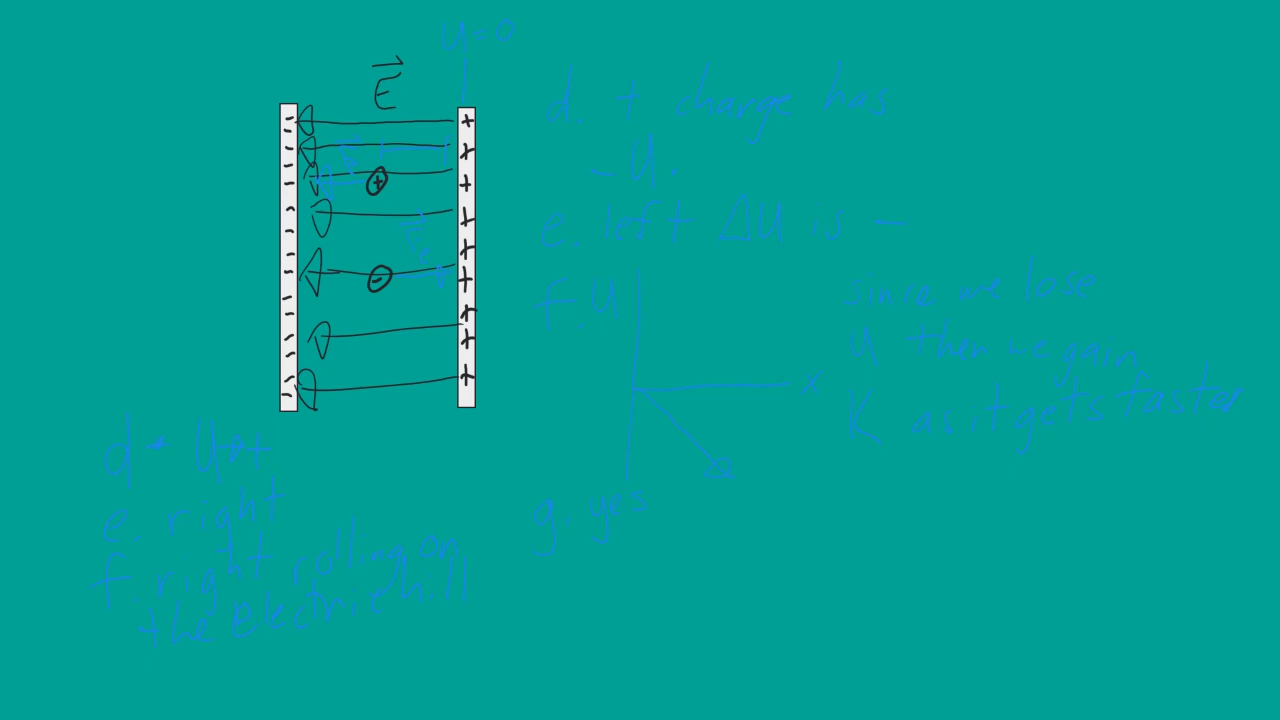 U=0
E
d. + charge has
- U.
e. left ΔU is -
f. U
x
since we lose
U then we gain
K as it gets faster
g. yes
e. right
f. right rolling on
the electric hill